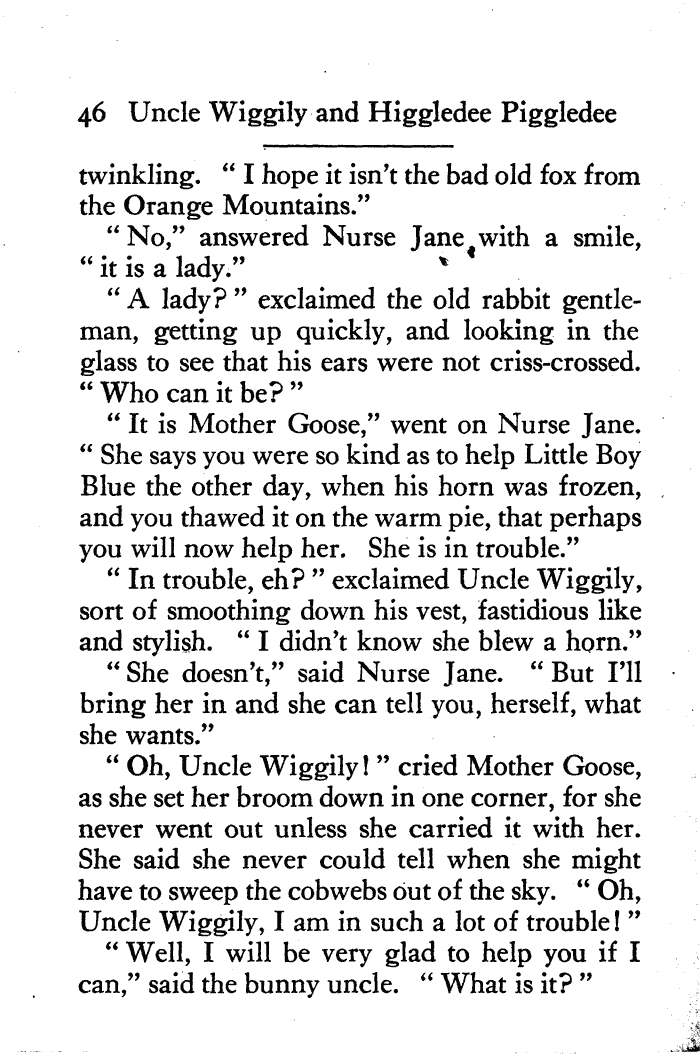 46 Uncle Wiggily and Higgledee Piggledee
twinkling. “ I hope it isn’t the bad old fox from
the Orange Mountains.”
“ No,” answered Nurse Jane with a smile,
“ it is a lady.”
“ A lady? ” exclaimed the old rabbit gentle-
man, getting up quickly, and looking in the
glass to see that his ears were not criss-crossed.
“ Who can it be? ”
“ It is Mother Goose,” went on Nurse Jane.
“ She says you were so kind as to help Little Boy
Blue the other day, when his horn was frozen,
and you thawed it on the warm pie, that perhaps
you will now help her. She is in trouble.”
“ In trouble, eh? ” exclaimed Uncle Wiggily,
sort of smoothing down his vest, fastidious like
and stylish. “ I didn’t know she blew a horn.”
“ She doesn’t,” said Nurse Jane. “ But I’ll
bring her in and she can tell you, herself, what
she wants.”
“ Oh, Uncle Wiggily! ” cried Mother Goose,
as she set her broom down in one corner, for she
never went out unless she carried it with her.
She said she never could tell when she might
have to sweep the cobwebs out of the sky. “ Oh,
Uncle Wiggily, I am in such a lot of trouble! ”
“ Well, I will be very glad to help you if I
can,” said the bunny uncle. “ What is it? ”